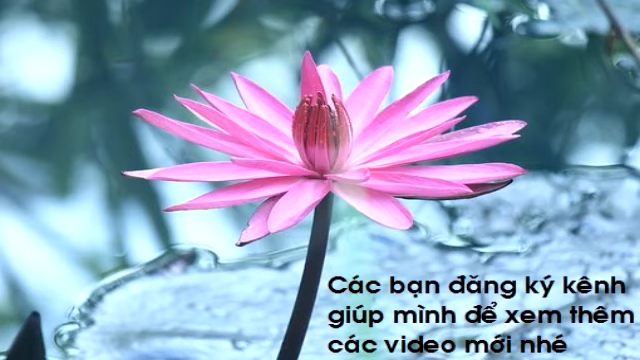 Các bạn đăng ký kênh
giúp mình để xem thêm
các video mới nhé